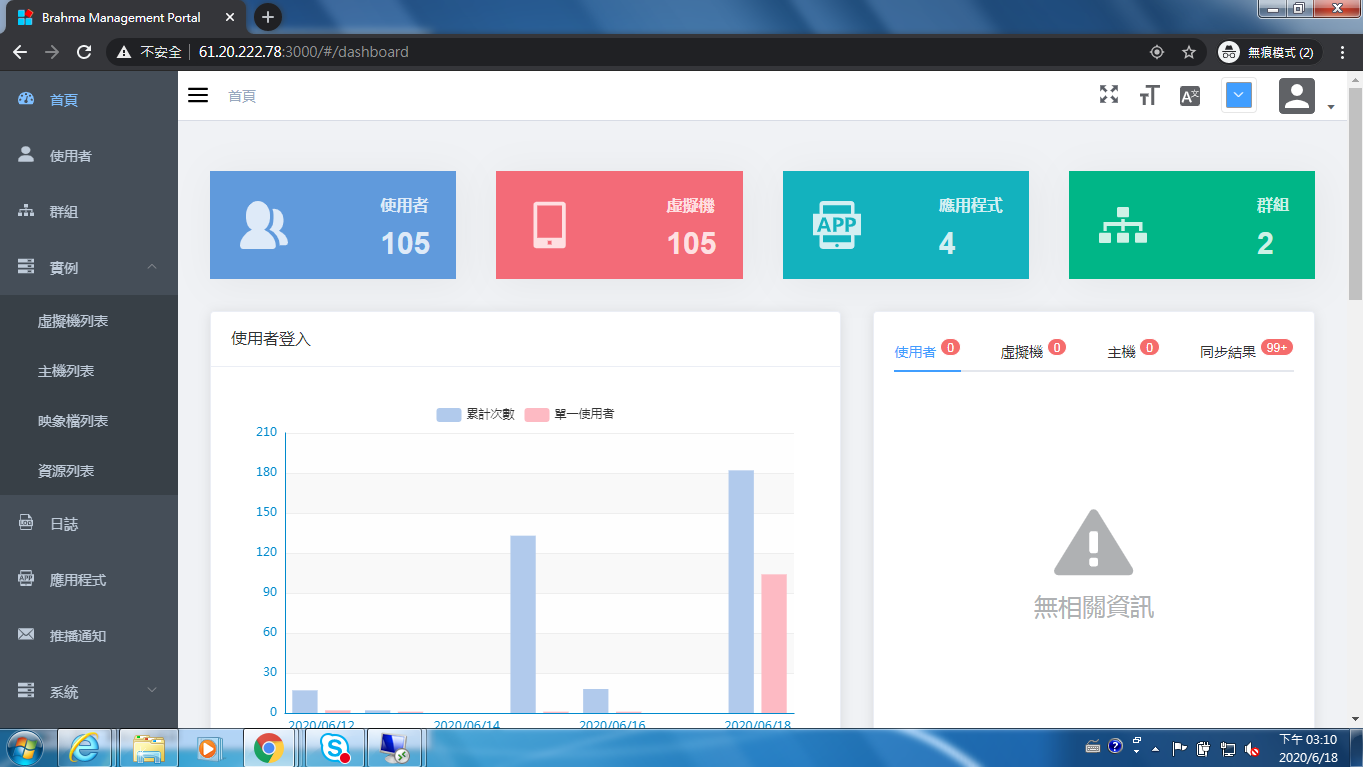 Brahma Management Portal
不安全 61.20.222.78:3000/#/dashboard
無痕模式 (2)
首頁
使用者
群組
實例
虛擬機列表
主機列表
映象檔列表
資源列表
日誌
APP 應用程式
推播通知
系統
首頁
使用者
105
虛擬機
105
APP
應用程式
4
群組
2
使用者登入
累計次數 單一使用者
210
180
150
120
90
60
30
0
2020/06/12 2020/06/14 2020/06/16 2020/06/18
使用者 0 虛擬機 0 主機 0 同步結果 99+
無相關資訊
下午 03:10
2020/6/18